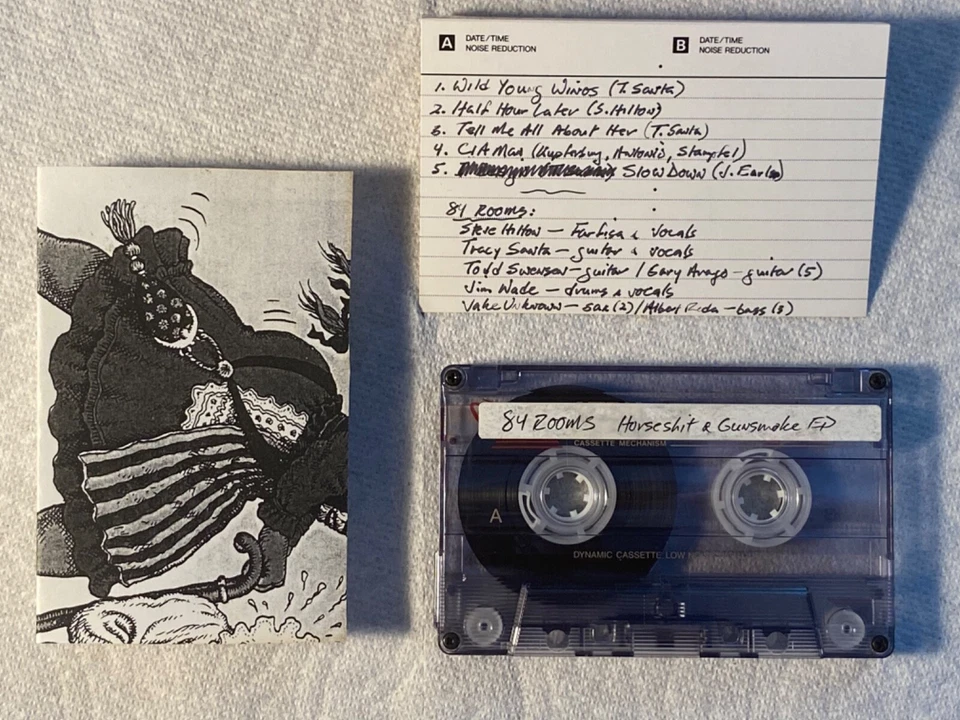 A DATE/TIME
NOISE REDUCTION
B DATE/TIME
NOISE REDUCTION
1. Wild Young Winos (T. Santa)
2. Half Hour Later (S. Hilton)
3. Tell Me All About Her (T. Santa)
4. CIA Man (Kupferburg, Antonio, Stampfel)
5. Slow Down (J. Earle)
84 Rooms:
Steve Hilton — Farfisa & vocals
Tracy Santa — guitar & vocals
Todd Swenson — guitar / Gary Arago — guitar (5)
Jim Wade — drums & vocals
Jake Unknown — sax (2) / Albert — bass (5)
84 ROOMS Horseshit & Gunsmoke EP
CASSETTE MECHANISM
A
DYNAMIC CASSETTE LOW